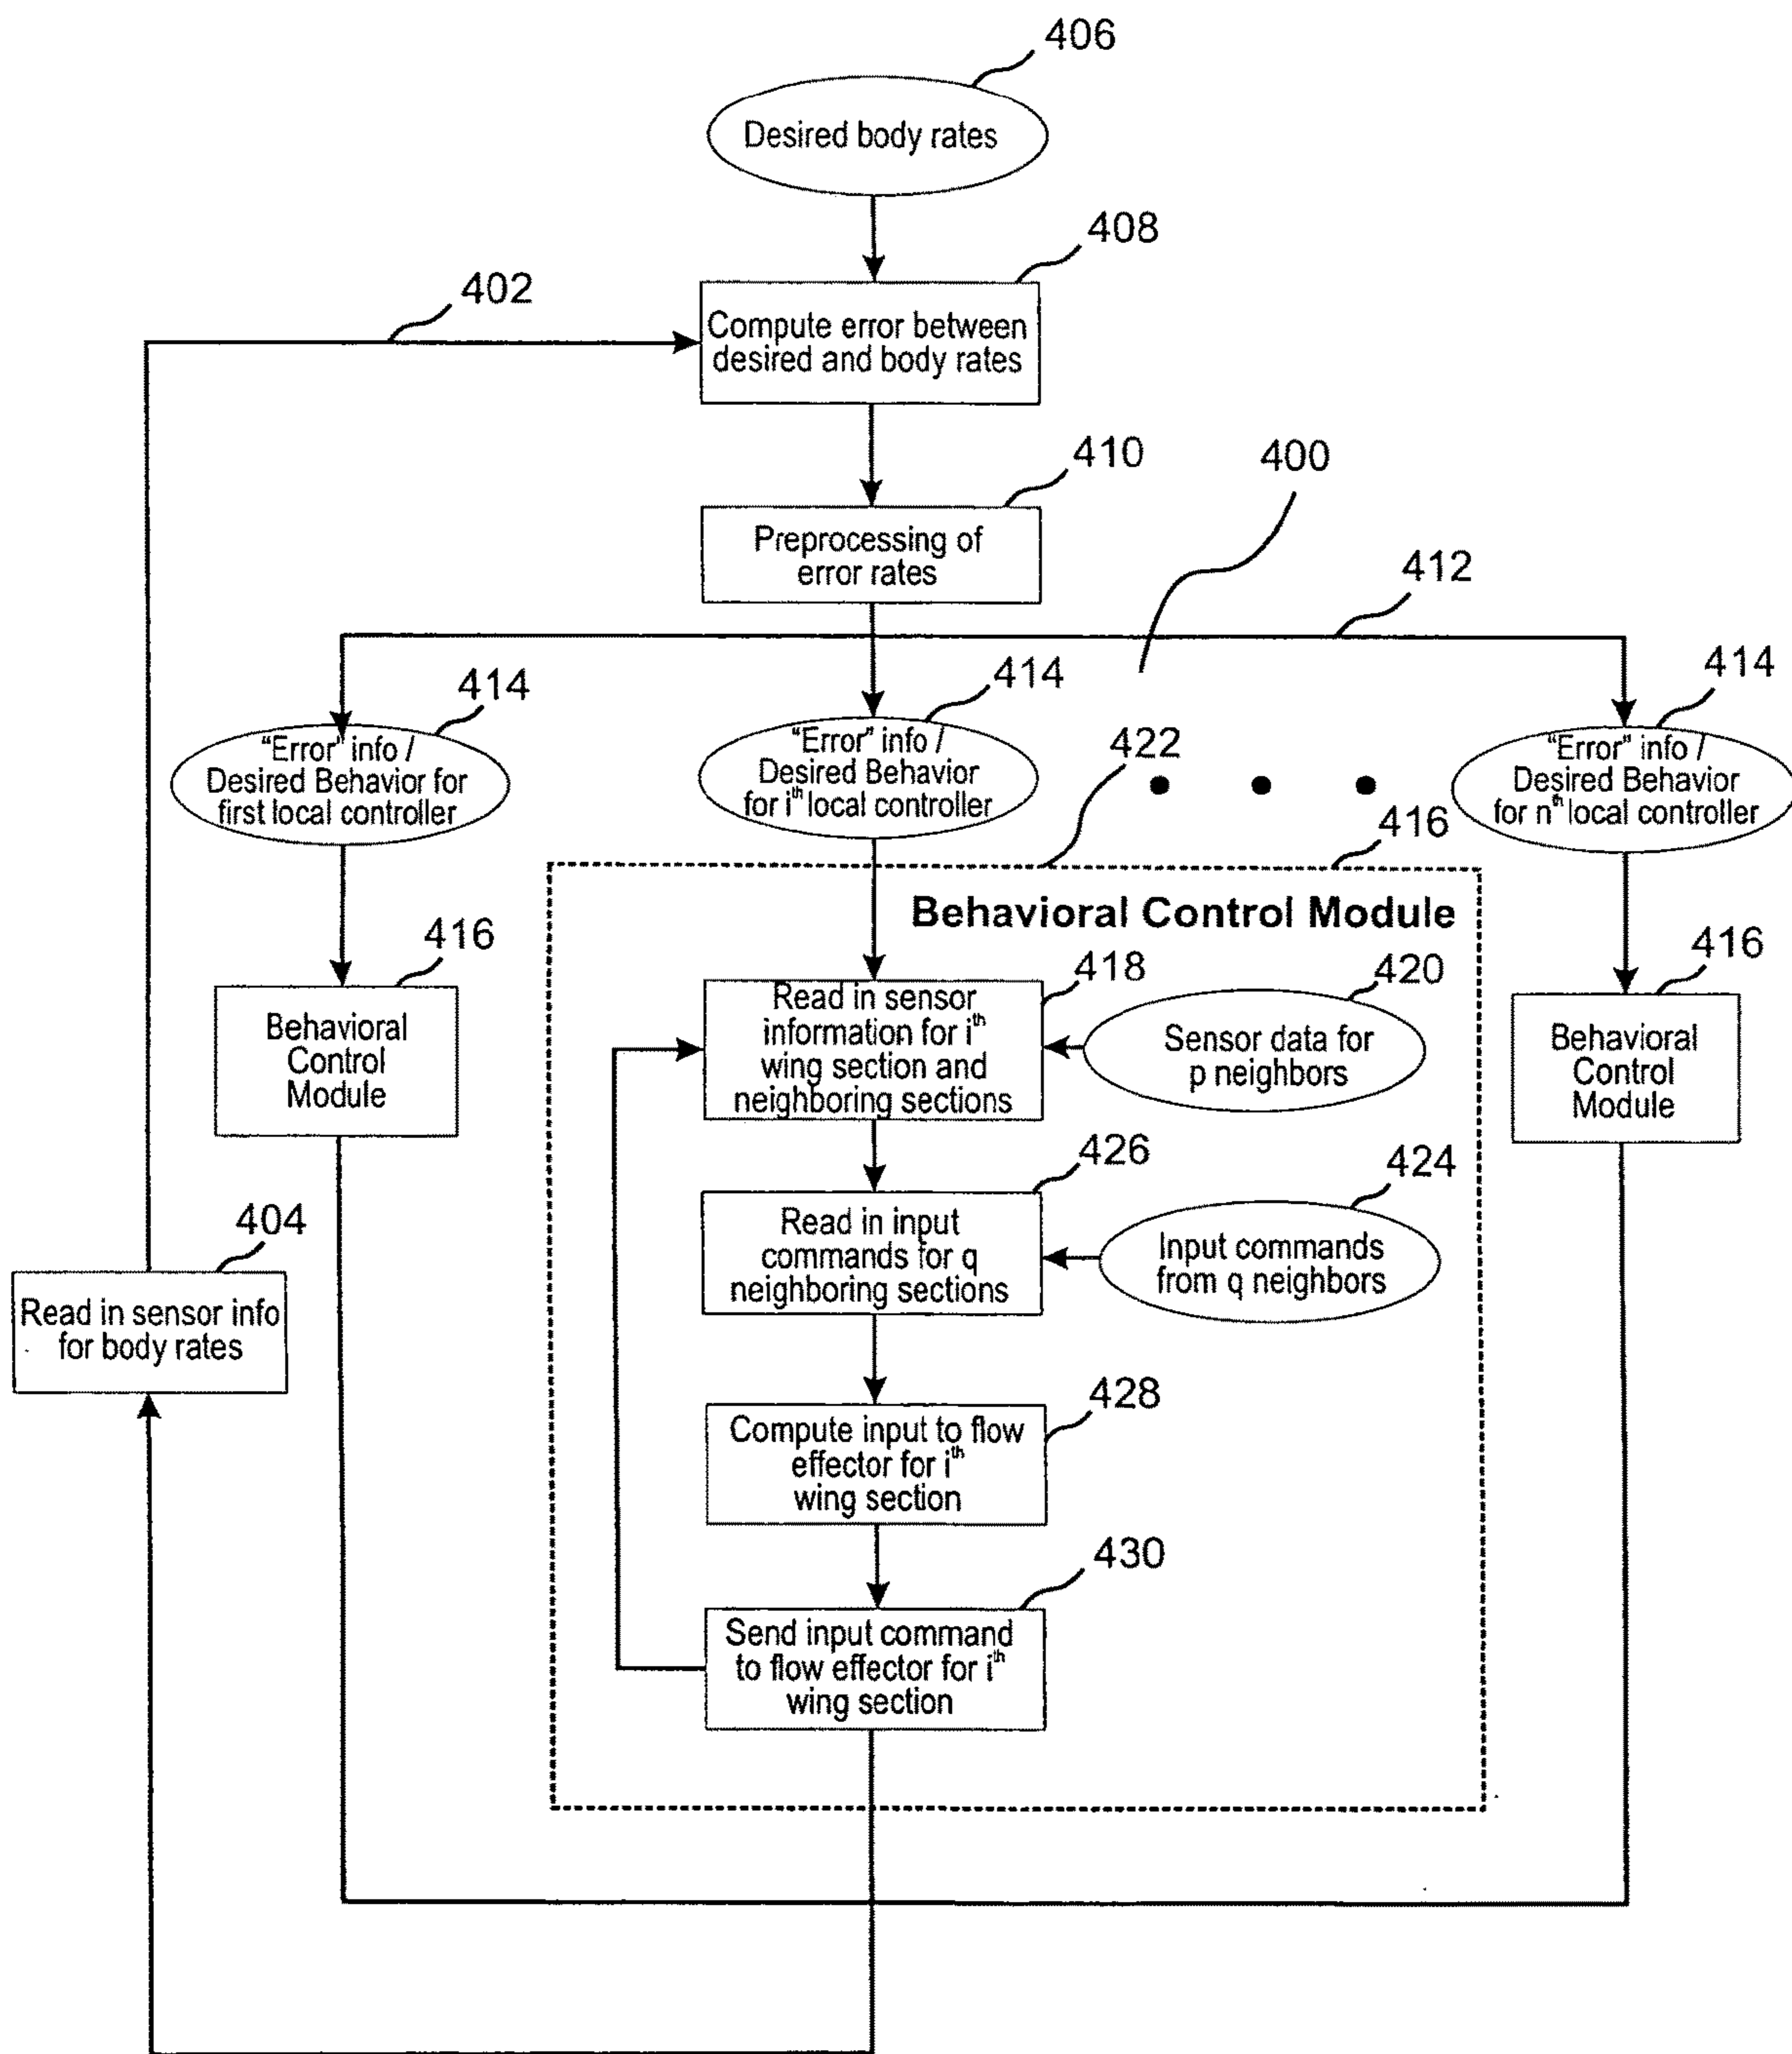 406
Desired body rates
408
402
Compute error between
desired and body rates
410
400
Preprocessing of
error rates
412
414
414
414
"Error" info /
Desired Behavior for
first local controller
"Error" info /
Desired Behavior
for ith local controller
422
"Error" info /
Desired Behavior
for nth local controller
416
Behavioral Control Module
416
416
418
420
Behavioral
Control
Module
Read in sensor
information for ith
wing section and
neighboring sections
Sensor data for
p neighbors
Behavioral
Control
Module
426
424
404
Read in input
commands for q
neighboring sections
Input commands
from q neighbors
Read in sensor info
for body rates
428
Compute input to flow
effector for ith
wing section
430
Send input command
to flow effector for ith
wing section